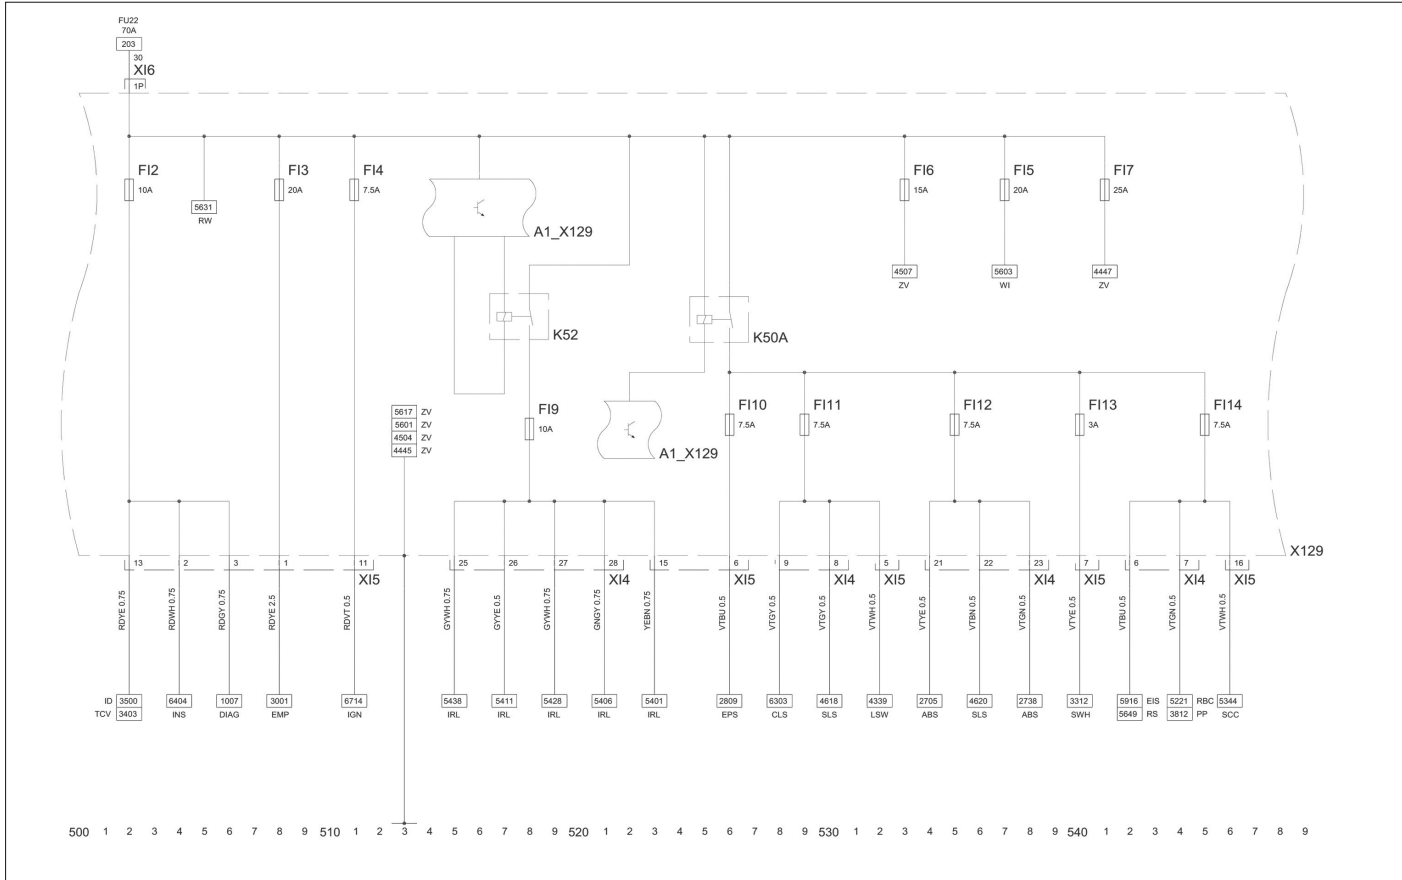 FU22
70A
203
30
XI6
1P
FI2
10A
5631
RW
FI3
20A
FI4
7.5A
A1_X129
FI6
15A
FI5
20A
FI7
25A
4507
ZV
5603
WI
4447
ZV
K52
K50A
5617 ZV
5601 ZV
4504 ZV
4445 ZV
FI9
10A
A1_X129
FI10
7.5A
FI11
7.5A
FI12
7.5A
FI13
3A
FI14
7.5A
X129
13 2 3 1 11 25 26 27 28 15 6 9 8 5 21 22 23 7 6 7 16
XI5 XI4 XI5 XI4 XI5 XI4 XI5 XI4 XI5
RDYE 0.75
RDWH 0.75
RDGY 0.75
RDYE 2.5
RDVT 0.5
GYWH 0.75
GYYE 0.5
GYWH 0.75
GNGY 0.75
YEBN 0.75
VTBU 0.5
VTGY 0.5
VTGY 0.5
VTWH 0.5
VTYE 0.5
VTBN 0.5
VTGN 0.5
VTYE 0.5
VTBU 0.5
VTGN 0.5
VTWH 0.5
ID 3500 6404 1007 3001 6714 5438 5411 5428 5406 5401 2809 6303 4618 4339 2705 4620 2738 3312 5916 EIS 5221 RBC 5344
TCV 3403 INS DIAG EMP IGN IRL IRL IRL IRL IRL EPS CLS SLS LSW ABS SLS ABS SWH 5649 RS 3812 PP SCC
500 1 2 3 4 5 6 7 8 9 510 1 2 3 4 5 6 7 8 9 520 1 2 3 4 5 6 7 8 9 530 1 2 3 4 5 6 7 8 9 540 1 2 3 4 5 6 7 8 9